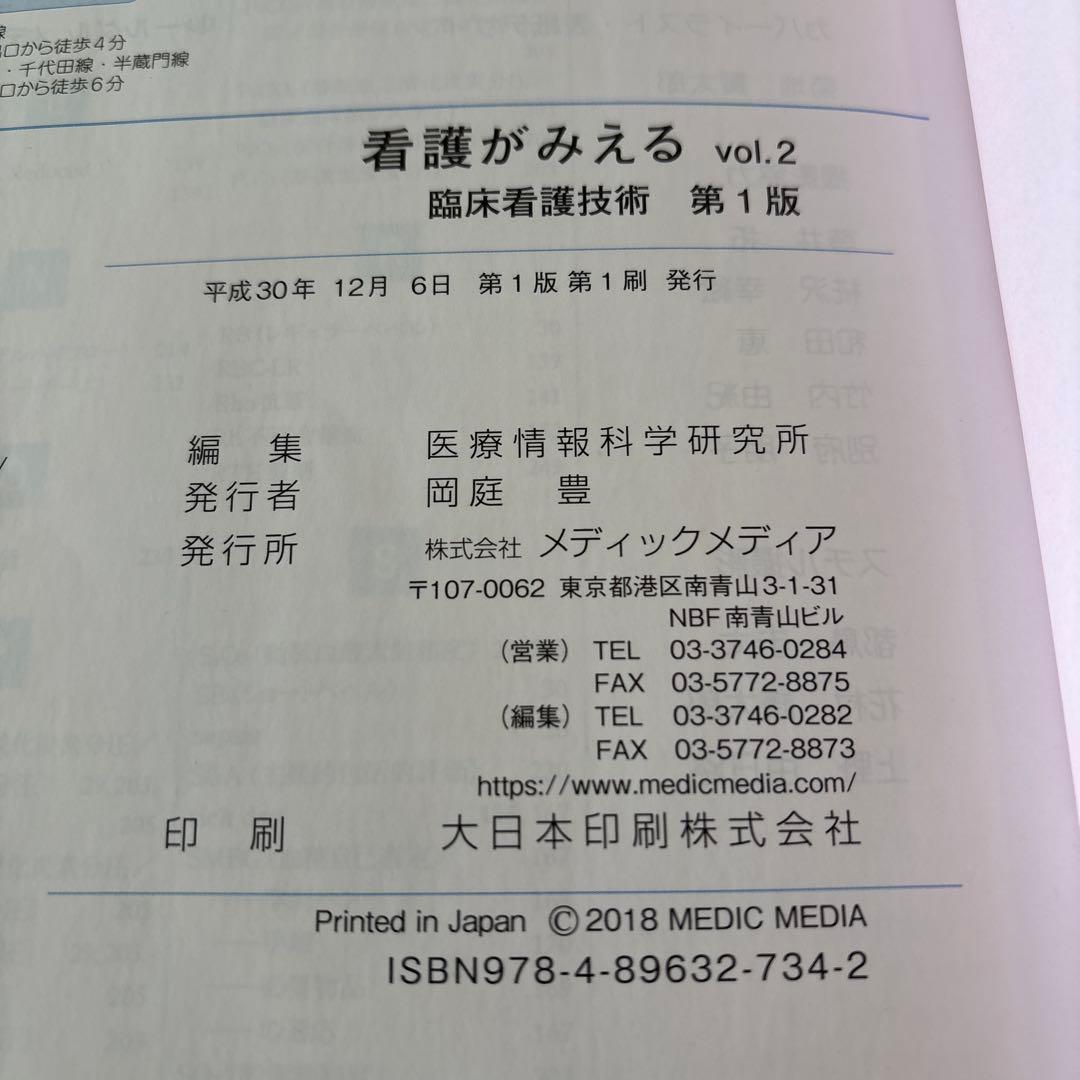 線
口から徒歩4分
・千代田線・半蔵門線
口から徒歩6分
看護がみえる vol.2
臨床看護技術 第1版
平成30年 12月 6日 第1版 第1刷 発行
編 集 医療情報科学研究所
発行者 岡庭 豊
発行所 株式会社 メディックメディア
〒107-0062 東京都港区南青山3-1-31
NBF南青山ビル
(営業) TEL 03-3746-0284
FAX 03-5772-8875
(編集) TEL 03-3746-0282
FAX 03-5772-8873
https://www.medicmedia.com/
印 刷 大日本印刷株式会社
Printed in Japan ©2018 MEDIC MEDIA
ISBN978-4-89632-734-2